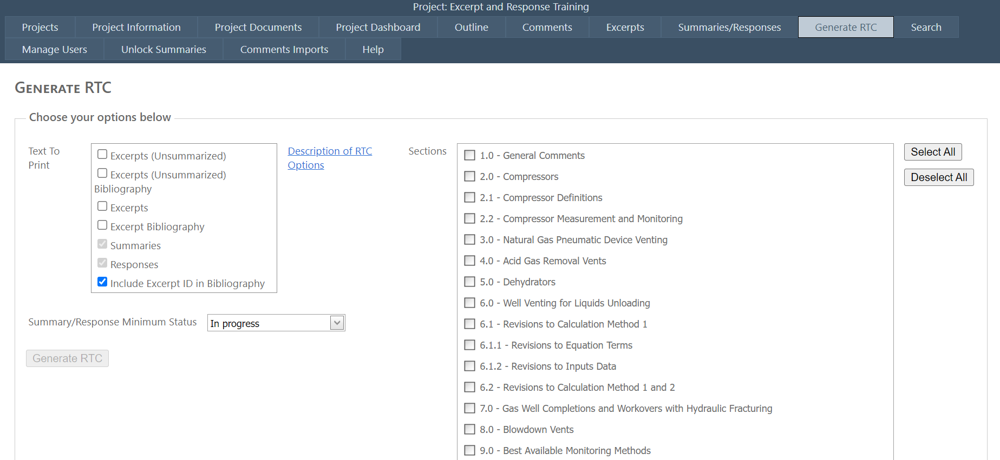 Project: Excerpt and Response Training
Projects Project Information Project Documents Project Dashboard Outline Comments Excerpts Summaries/Responses Generate RTC Search
Manage Users Unlock Summaries Comments Imports Help
Generate RTC
Choose your options below
Text To
Print
Excerpts (Unsummarized)
Excerpts (Unsummarized)
Bibliography
Excerpts
Excerpt Bibliography
Summaries
Responses
Include Excerpt ID in Bibliography
Description of RTC
Options
Summary/Response Minimum Status In progress
Generate RTC
Sections
1.0 - General Comments
2.0 - Compressors
2.1 - Compressor Definitions
2.2 - Compressor Measurement and Monitoring
3.0 - Natural Gas Pneumatic Device Venting
4.0 - Acid Gas Removal Vents
5.0 - Dehydrators
6.0 - Well Venting for Liquids Unloading
6.1 - Revisions to Calculation Method 1
6.1.1 - Revisions to Equation Terms
6.1.2 - Revisions to Inputs Data
6.2 - Revisions to Calculation Method 1 and 2
7.0 - Gas Well Completions and Workovers with Hydraulic Fracturing
8.0 - Blowdown Vents
9.0 - Best Available Monitoring Methods
Select All
Deselect All